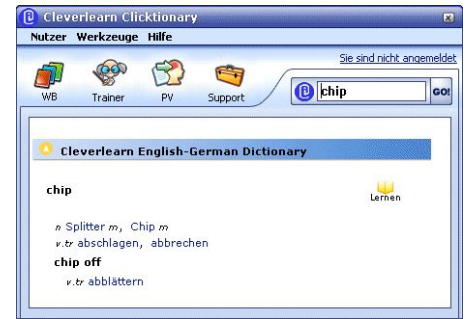 Cleverlearn Clicktionary
Nutzer Werkzeuge Hilfe
Sie sind nicht angemeldet
WB Trainer PV Support chip GO!
Cleverlearn English-German Dictionary
chip
Lernen
n Splitter m, Chip m
v.tr abschlagen, abbrechen
chip off
v.tr abblättern